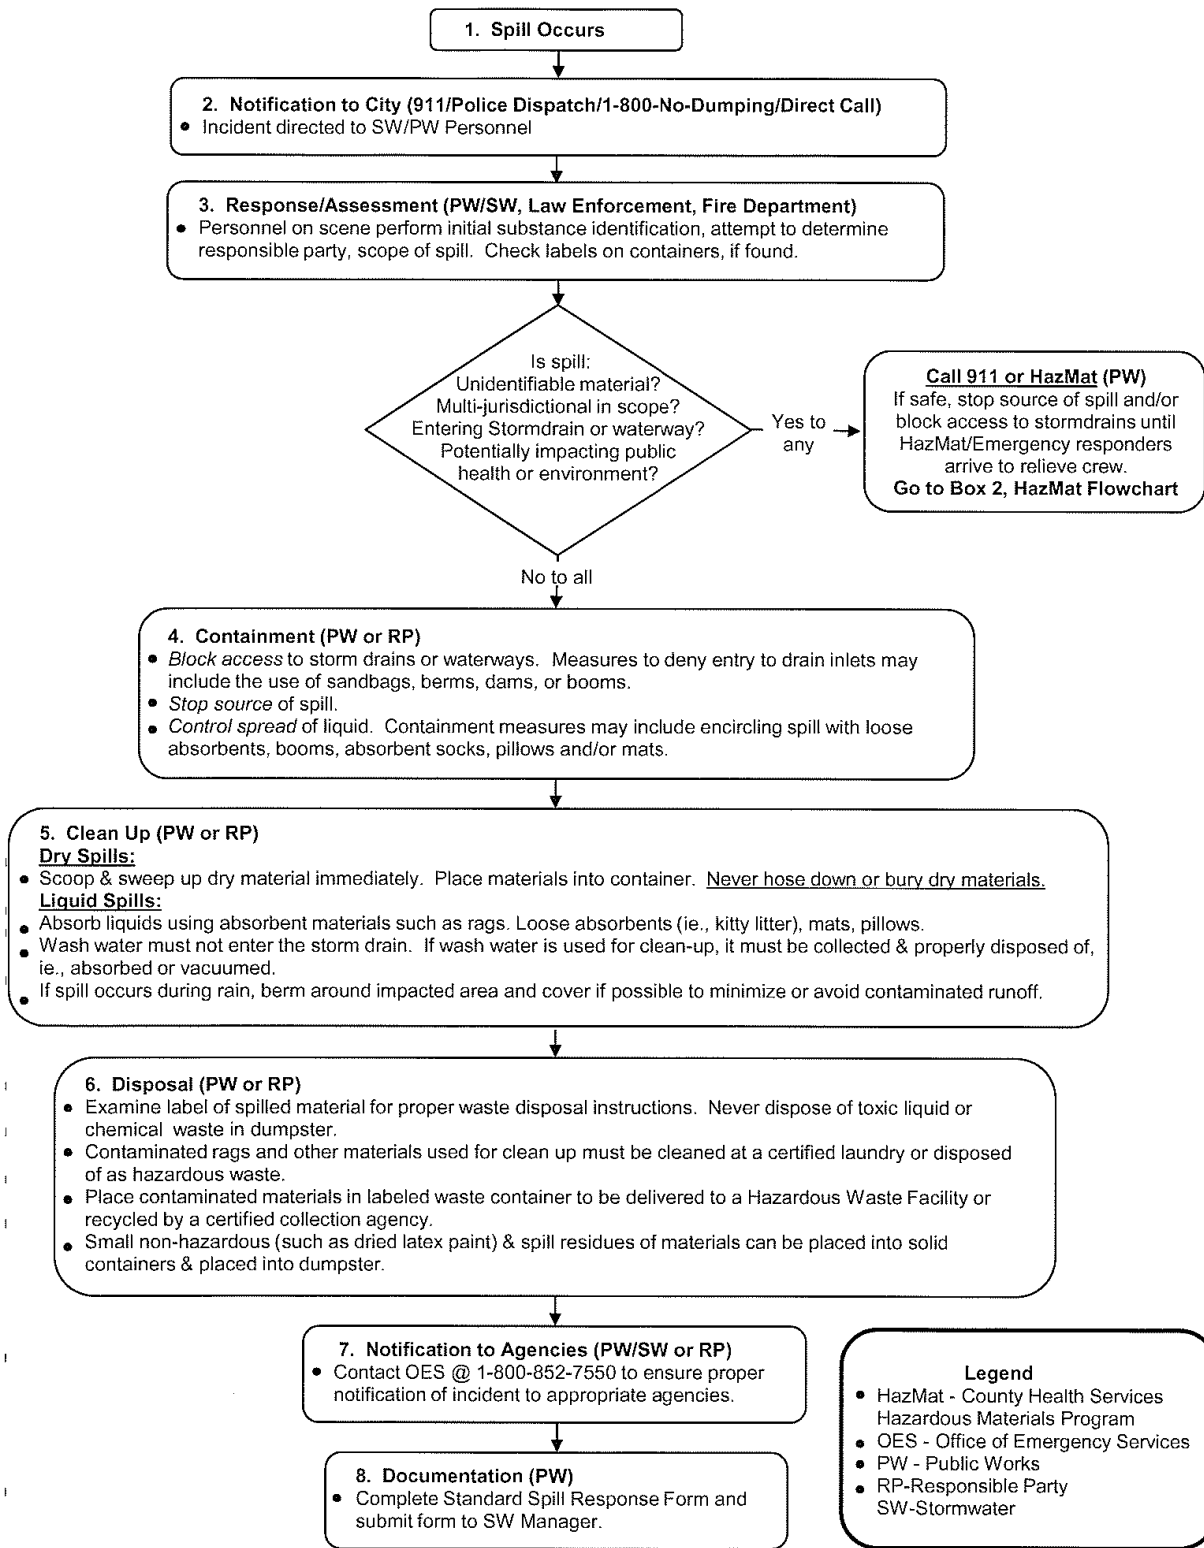 1. Spill Occurs
2. Notification to City (911/Police Dispatch/1-800-No-Dumping/Direct Call)
• Incident directed to SW/PW Personnel
3. Response/Assessment (PW/SW, Law Enforcement, Fire Department)
• Personnel on scene perform initial substance identification, attempt to determine
responsible party, scope of spill. Check labels on containers, if found.
Is spill:
Unidentifiable material?
Multi-jurisdictional in scope?
Entering Stormdrain or waterway?
Potentially impacting public
health or environment?
Yes to
any
Call 911 or HazMat (PW)
If safe, stop source of spill and/or
block access to stormdrains until
HazMat/Emergency responders
arrive to relieve crew.
Go to Box 2, HazMat Flowchart
No to all
4. Containment (PW or RP)
• Block access to storm drains or waterways. Measures to deny entry to drain inlets may
include the use of sandbags, berms, dams, or booms.
• Stop source of spill.
• Control spread of liquid. Containment measures may include encircling spill with loose
absorbents, booms, absorbent socks, pillows and/or mats.
5. Clean Up (PW or RP)
Dry Spills:
• Scoop & sweep up dry material immediately. Place materials into container. Never hose down or bury dry materials.
Liquid Spills:
• Absorb liquids using absorbent materials such as rags. Loose absorbents (ie., kitty litter), mats, pillows.
• Wash water must not enter the storm drain. If wash water is used for clean-up, it must be collected & properly disposed of,
ie., absorbed or vacuumed.
• If spill occurs during rain, berm around impacted area and cover if possible to minimize or avoid contaminated runoff.
6. Disposal (PW or RP)
• Examine label of spilled material for proper waste disposal instructions. Never dispose of toxic liquid or
chemical waste in dumpster.
• Contaminated rags and other materials used for clean up must be cleaned at a certified laundry or disposed
of as hazardous waste.
• Place contaminated materials in labeled waste container to be delivered to a Hazardous Waste Facility or
recycled by a certified collection agency.
• Small non-hazardous (such as dried latex paint) & spill residues of materials can be placed into solid
containers & placed into dumpster.
7. Notification to Agencies (PW/SW or RP)
• Contact OES @ 1-800-852-7550 to ensure proper
notification of incident to appropriate agencies.
8. Documentation (PW)
• Complete Standard Spill Response Form and
submit form to SW Manager.
Legend
• HazMat - County Health Services
Hazardous Materials Program
• OES - Office of Emergency Services
• PW - Public Works
• RP-Responsible Party
SW-Stormwater